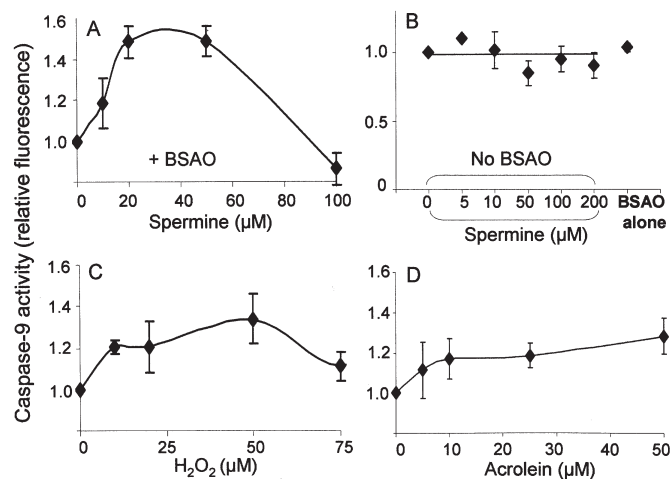 Caspase-9 activity (relative fluorescence)
A
1.6
1.4
1.2
1.0
+ BSAO
0 20 40 60 80 100
Spermine (µM)
B
1.0
0.5
0
No BSAO
0 5 10 50 100 200 BSAO
alone
Spermine (µM)
C
1.6
1.4
1.2
1.0
0 25 50 75
H₂O₂ (µM)
D
1.6
1.4
1.2
1.0
0 10 20 30 40 50
Acrolein (µM)